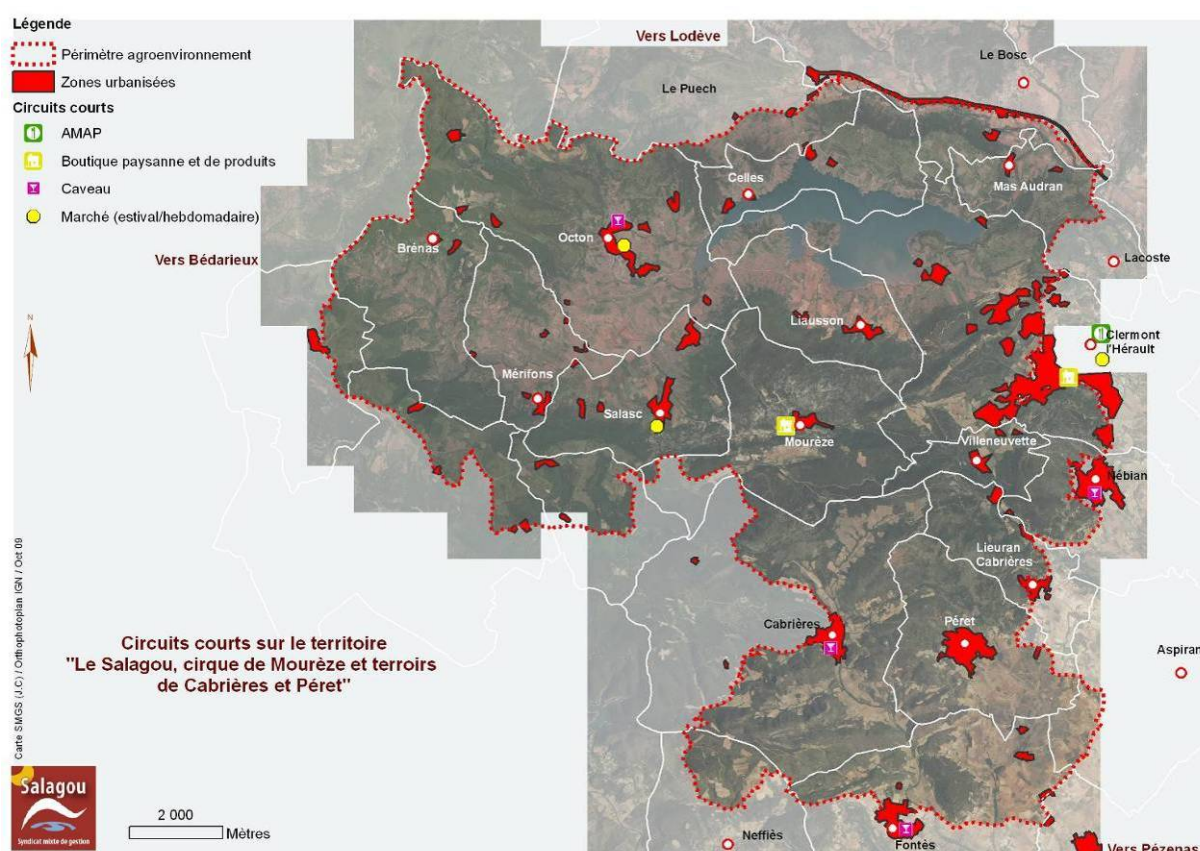 Légende
Périmètre agroenvironnement
Zones urbanisées
Circuits courts
AMAP
Boutique paysanne et de produits
Caveau
Marché (estival/hebdomadaire)
Vers Lodève
Le Bosc
Le Puech
Mas Audran
Celles
Octon
Brénas
Vers Bédarieux
Lacoste
Liausson
Clermont
l'Hérault
Mérifons
Salasc
Mourèze
Villeneuvette
Nébian
N
Lieuran
Cabrières
Cabrières
Péret
Aspiran
Circuits courts sur le territoire
"Le Salagou, cirque de Mourèze et terroirs
de Cabrières et Péret"
Carte SMGS (J.C) / Orthophotoplan IGN / Oct 09
Salagou
Syndicat mixte de gestion
2 000
Mètres
Neffiès
Fontès
Vers Pézenas